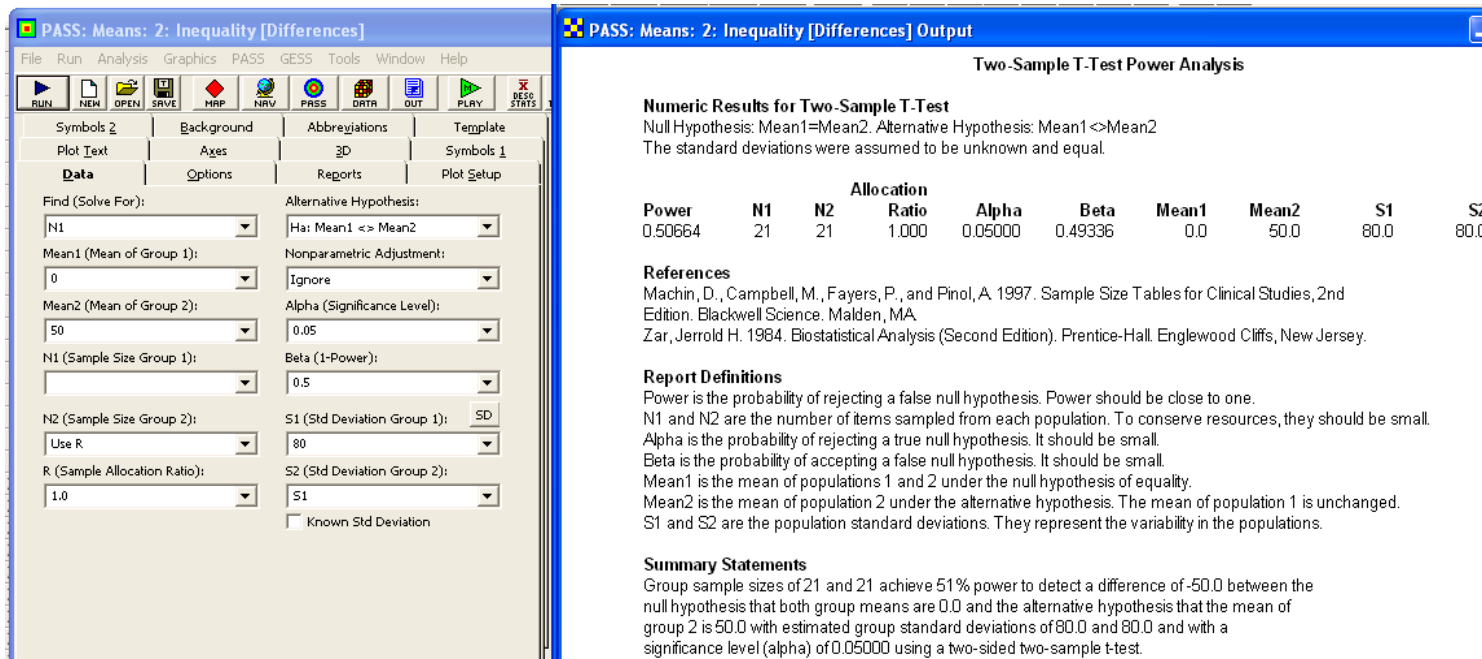 PASS: Means: 2: Inequality [Differences]
File Run Analysis Graphics PASS GESS Tools Window Help
RUN NEW OPEN SAVE MAP NAV PASS DATA OUT PLAY DESC STATS
Symbols 2 Background Abbreviations Template
Plot Text Axes 3D Symbols 1
Data Options Reports Plot Setup
Find (Solve For): Alternative Hypothesis:
N1 Ha: Mean1 <> Mean2
Mean1 (Mean of Group 1): Nonparametric Adjustment:
0 Ignore
Mean2 (Mean of Group 2): Alpha (Significance Level):
50 0.05
N1 (Sample Size Group 1): Beta (1-Power):
0.5
N2 (Sample Size Group 2): S1 (Std Deviation Group 1): SD
Use R 80
R (Sample Allocation Ratio): S2 (Std Deviation Group 2):
1.0 S1
Known Std Deviation
PASS: Means: 2: Inequality [Differences] Output
Two-Sample T-Test Power Analysis
Numeric Results for Two-Sample T-Test
Null Hypothesis: Mean1=Mean2. Alternative Hypothesis: Mean1<>Mean2
The standard deviations were assumed to be unknown and equal.
Allocation
Power N1 N2 Ratio Alpha Beta Mean1 Mean2 S1 S2
0.50664 21 21 1.000 0.05000 0.49336 0.0 50.0 80.0 80.0
References
Machin, D., Campbell, M., Fayers, P., and Pinol, A. 1997. Sample Size Tables for Clinical Studies, 2nd
Edition. Blackwell Science. Malden, MA.
Zar, Jerrold H. 1984. Biostatistical Analysis (Second Edition). Prentice-Hall. Englewood Cliffs, New Jersey.
Report Definitions
Power is the probability of rejecting a false null hypothesis. Power should be close to one.
N1 and N2 are the number of items sampled from each population. To conserve resources, they should be small.
Alpha is the probability of rejecting a true null hypothesis. It should be small.
Beta is the probability of accepting a false null hypothesis. It should be small.
Mean1 is the mean of populations 1 and 2 under the null hypothesis of equality.
Mean2 is the mean of population 2 under the alternative hypothesis. The mean of population 1 is unchanged.
S1 and S2 are the population standard deviations. They represent the variability in the populations.
Summary Statements
Group sample sizes of 21 and 21 achieve 51% power to detect a difference of -50.0 between the
null hypothesis that both group means are 0.0 and the alternative hypothesis that the mean of
group 2 is 50.0 with estimated group standard deviations of 80.0 and 80.0 and with a
significance level (alpha) of 0.05000 using a two-sided two-sample t-test.